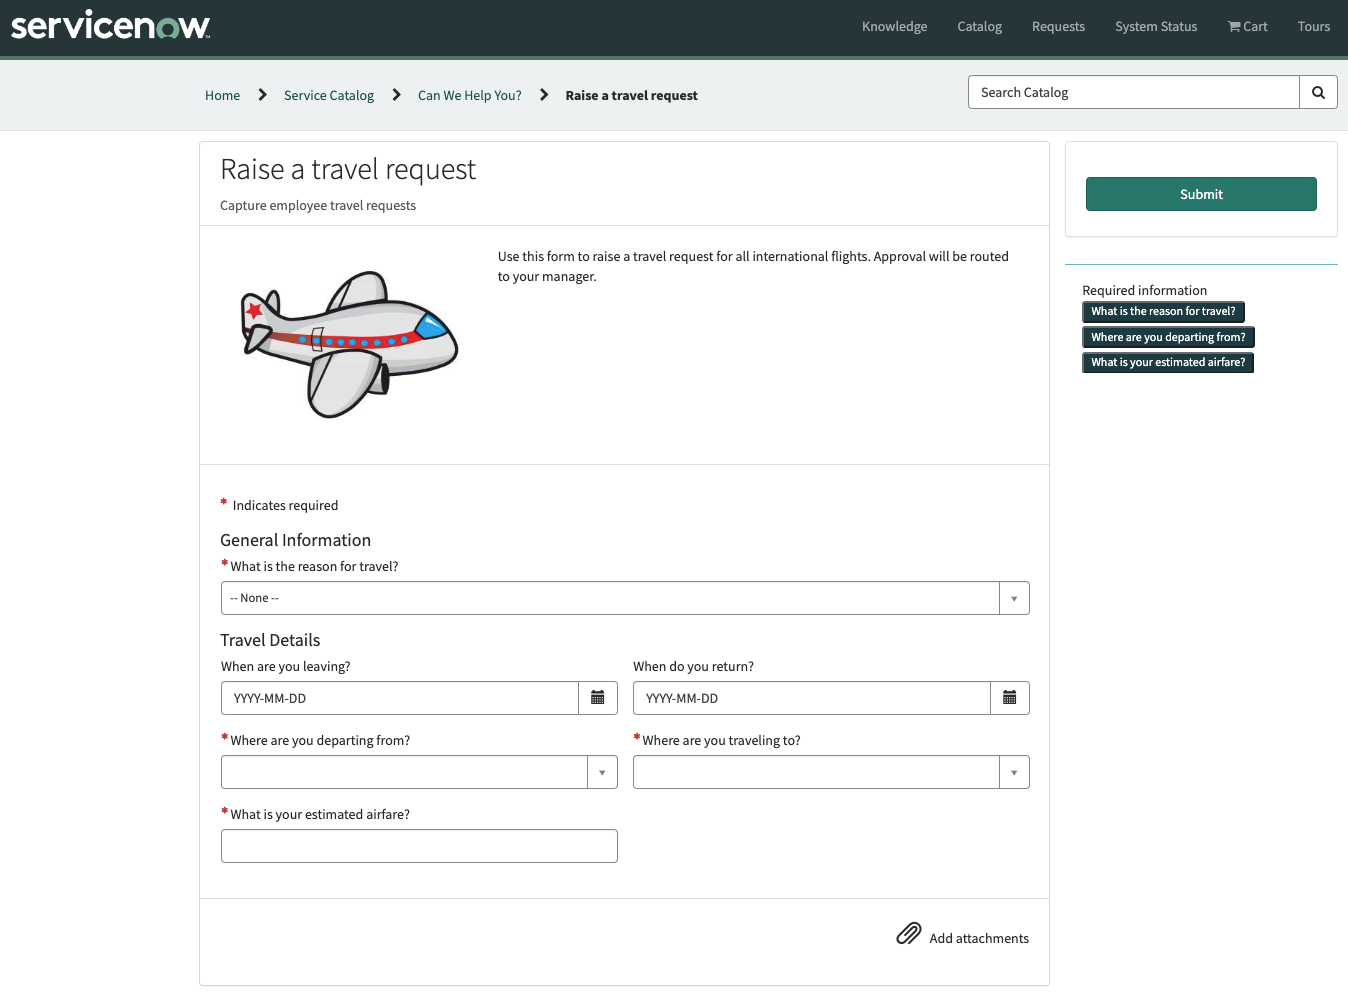 servicenow
Knowledge
Catalog
Requests
System Status
Cart
Tours
Home
Service Catalog
Can We Help You?
Raise a travel request
Search Catalog
Raise a travel request
Capture employee travel requests
Submit
Use this form to raise a travel request for all international flights. Approval will be routed
to your manager.
Required information
What is the reason for travel?
Where are you departing from?
What is your estimated airfare?
* Indicates required
General Information
* What is the reason for travel?
-- None --
Travel Details
When are you leaving?
When do you return?
YYYY-MM-DD
YYYY-MM-DD
* Where are you departing from?
* Where are you traveling to?
* What is your estimated airfare?
Add attachments